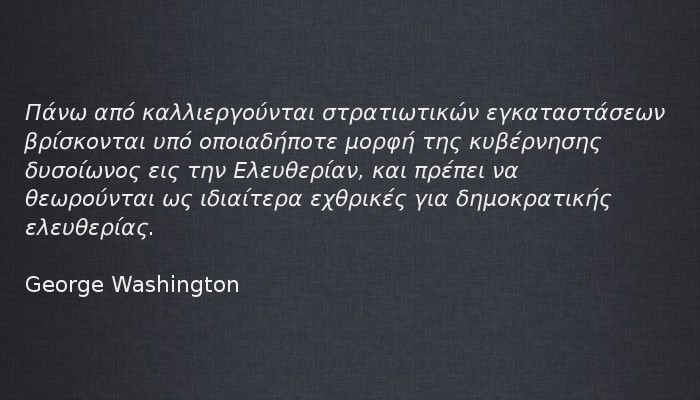 Πάνω από καλλιεργούνται στρατιωτικών εγκαταστάσεων
βρίσκονται υπό οποιαδήποτε μορφή της κυβέρνησης
δυσοίωνος εις την Ελευθερίαν, και πρέπει να
θεωρούνται ως ιδιαίτερα εχθρικές για δημοκρατικής
ελευθερίας.
George Washington